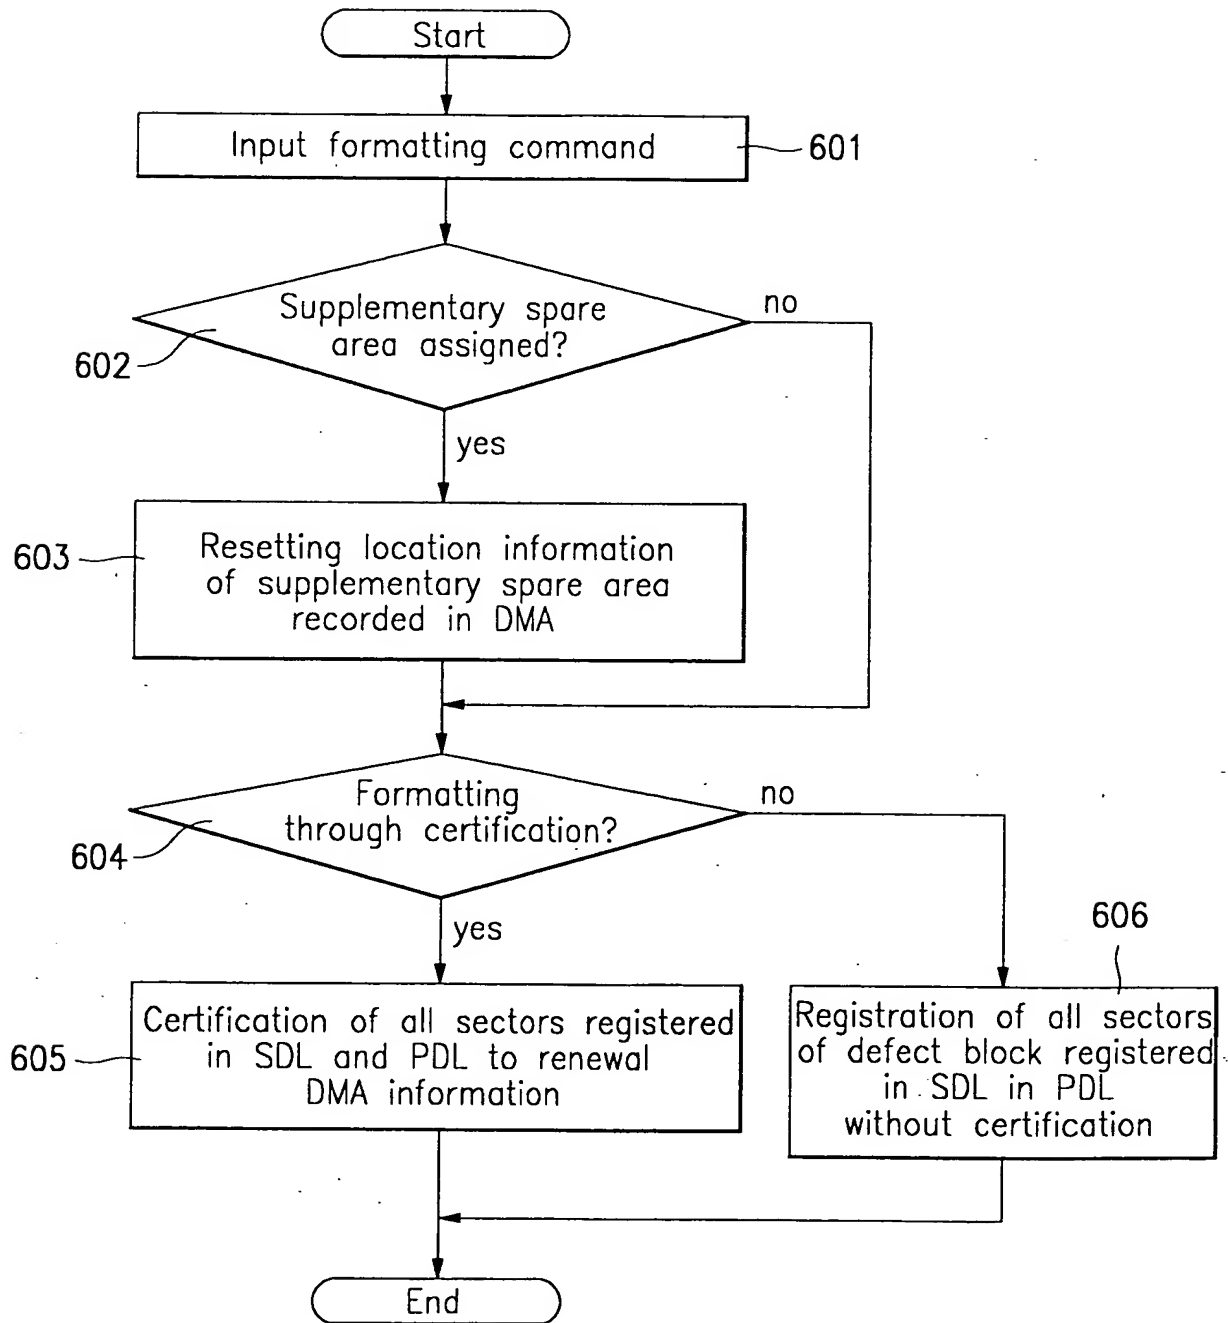 Start
Input formatting command
601
Supplementary spare
area assigned?
no
602
yes
603
Resetting location information
of supplementary spare area
recorded in DMA
Formatting
through certification?
no
604
yes
606
605
Certification of all sectors registered
in SDL and PDL to renewal
DMA information
Registration of all sectors
of defect block registered
in SDL in PDL
without certification
End